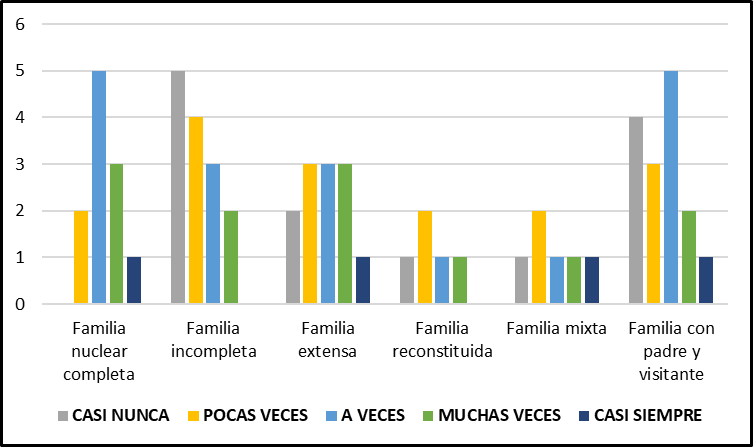 6
5
4
3
2
1
0
Familia nuclear completa
Familia incompleta
Familia extensa
Familia reconstituida
Familia mixta
Familia con padre y visitante
CASI NUNCA POCAS VECES A VECES MUCHAS VECES CASI SIEMPRE